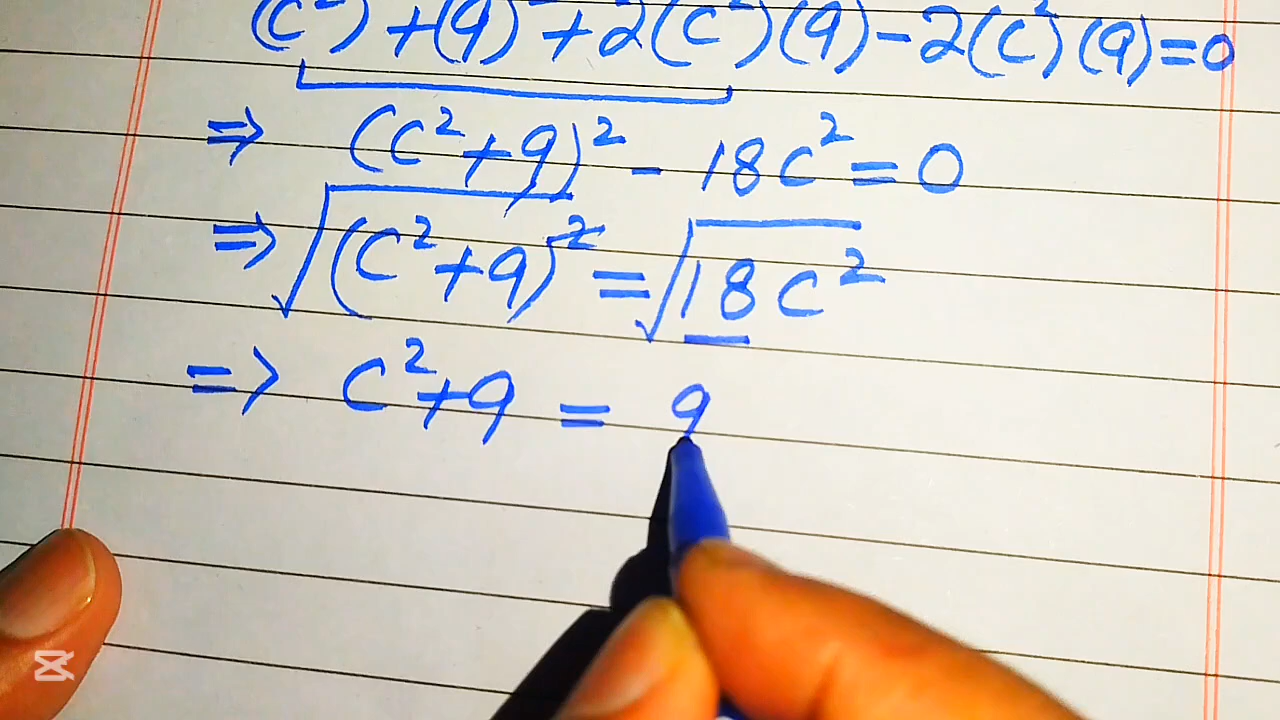 (c²)²+(9)²+2(c²)(9)-2(c²)(9)=0
⇒ (c²+9)² - 18c² = 0
⇒ √(c²+9)² = √18c²
⇒ c²+9 = 9